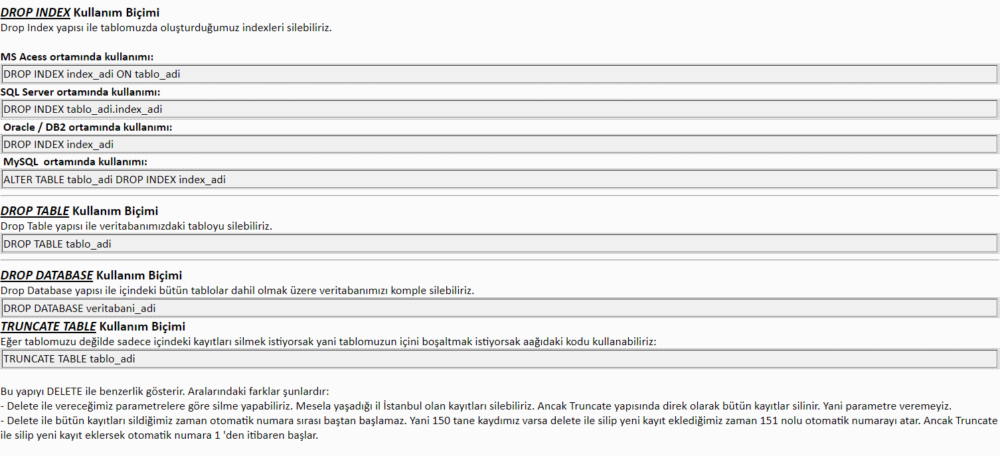 DROP INDEX Kullanım Biçimi
Drop Index yapısı ile tablomuzda oluşturduğumuz indexleri silebiliriz.
MS Acess ortamında kullanımı:
DROP INDEX index_adi ON tablo_adi
SQL Server ortamında kullanımı:
DROP INDEX tablo_adi.index_adi
Oracle / DB2 ortamında kullanımı:
DROP INDEX index_adi
MySQL  ortamında kullanımı:
ALTER TABLE tablo_adi DROP INDEX index_adi
DROP TABLE Kullanım Biçimi
Drop Table yapısı ile veritabanımızdaki tabloyu silebiliriz.
DROP TABLE tablo_adi
DROP DATABASE Kullanım Biçimi
Drop Database yapısı ile içindeki bütün tablolar dahil olmak üzere veritabanımızı komple silebiliriz.
DROP DATABASE veritabani_adi
TRUNCATE TABLE Kullanım Biçimi
Eğer tablomuzu değilde sadece içindeki kayıtları silmek istiyorsak yani tablomuzun içini boşaltmak istiyorsak aağıdaki kodu kullanabiliriz:
TRUNCATE TABLE tablo_adi
Bu yapıyı DELETE ile benzerlik gösterir. Aralarındaki farklar şunlardır:
- Delete ile vereceğimiz parametrelere göre silme yapabiliriz. Mesela yaşadığı il İstanbul olan kayıtları silebiliriz. Ancak Truncate yapısında direk olarak bütün kayıtlar silinir. Yani parametre veremeyiz.
- Delete ile bütün kayıtları sildiğimiz zaman otomatik numara sırası baştan başlamaz. Yani 150 tane kaydımız varsa delete ile silip yeni kayıt eklediğimiz zaman 151 nolu otomatik numarayı atar. Ancak Truncate
ile silip yeni kayıt eklersek otomatik numara 1 'den itibaren başlar.